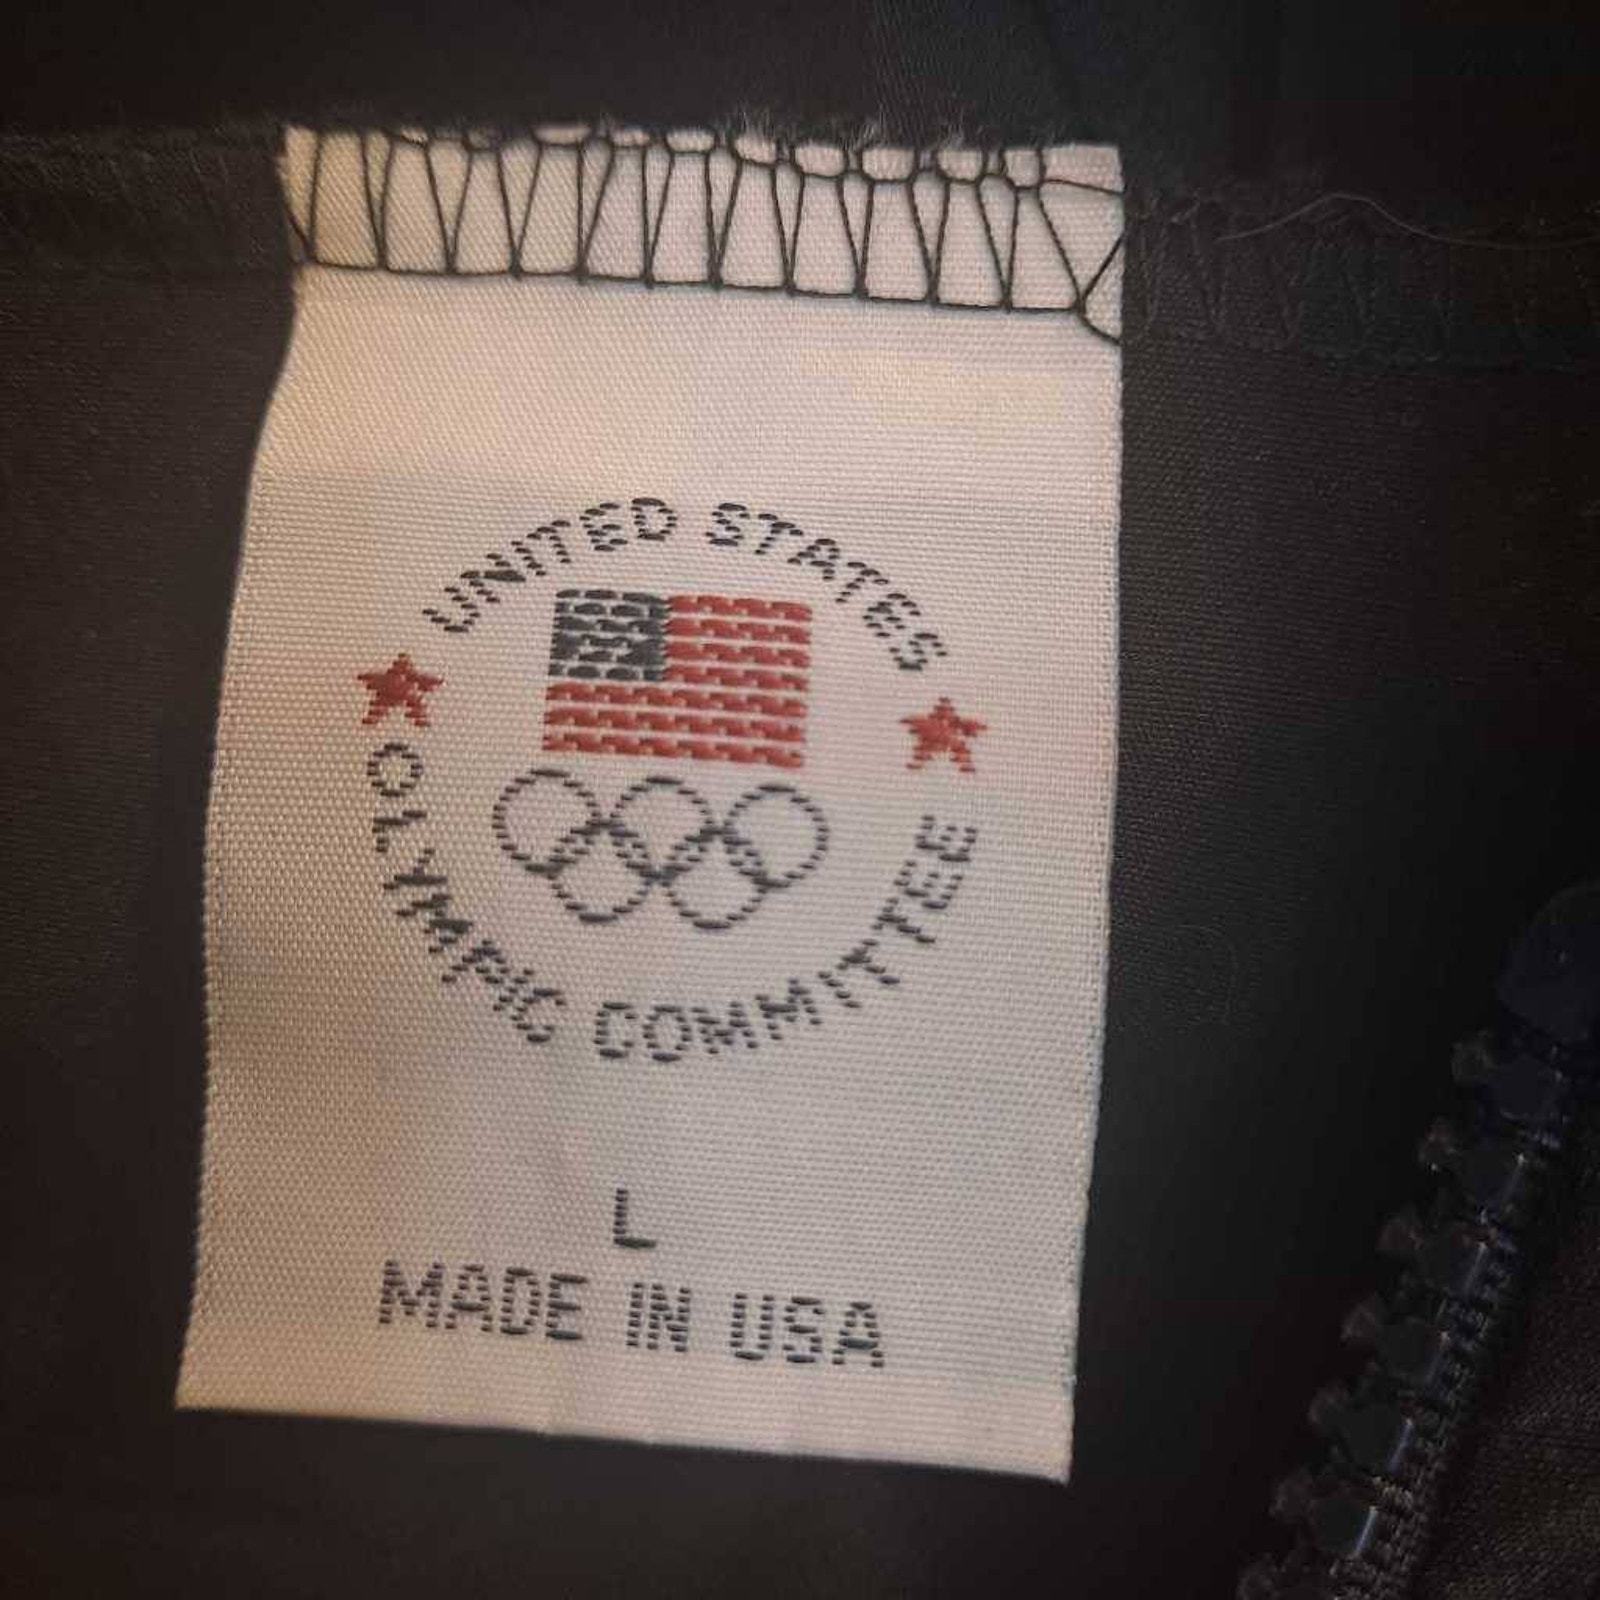 UNITED STATES
OLYMPIC COMMITTEE
L
MADE IN USA